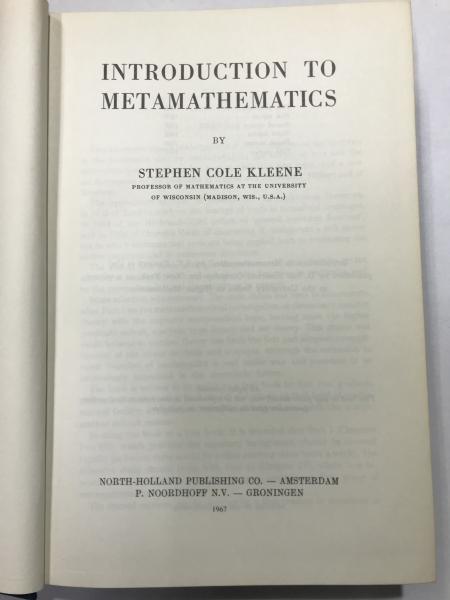 INTRODUCTION TO
METAMATHEMATICS
BY
STEPHEN COLE KLEENE
PROFESSOR OF MATHEMATICS AT THE UNIVERSITY
OF WISCONSIN (MADISON, WIS., U.S.A.)
NORTH-HOLLAND PUBLISHING CO. — AMSTERDAM
P. NOORDHOFF N.V. — GRONINGEN
1967